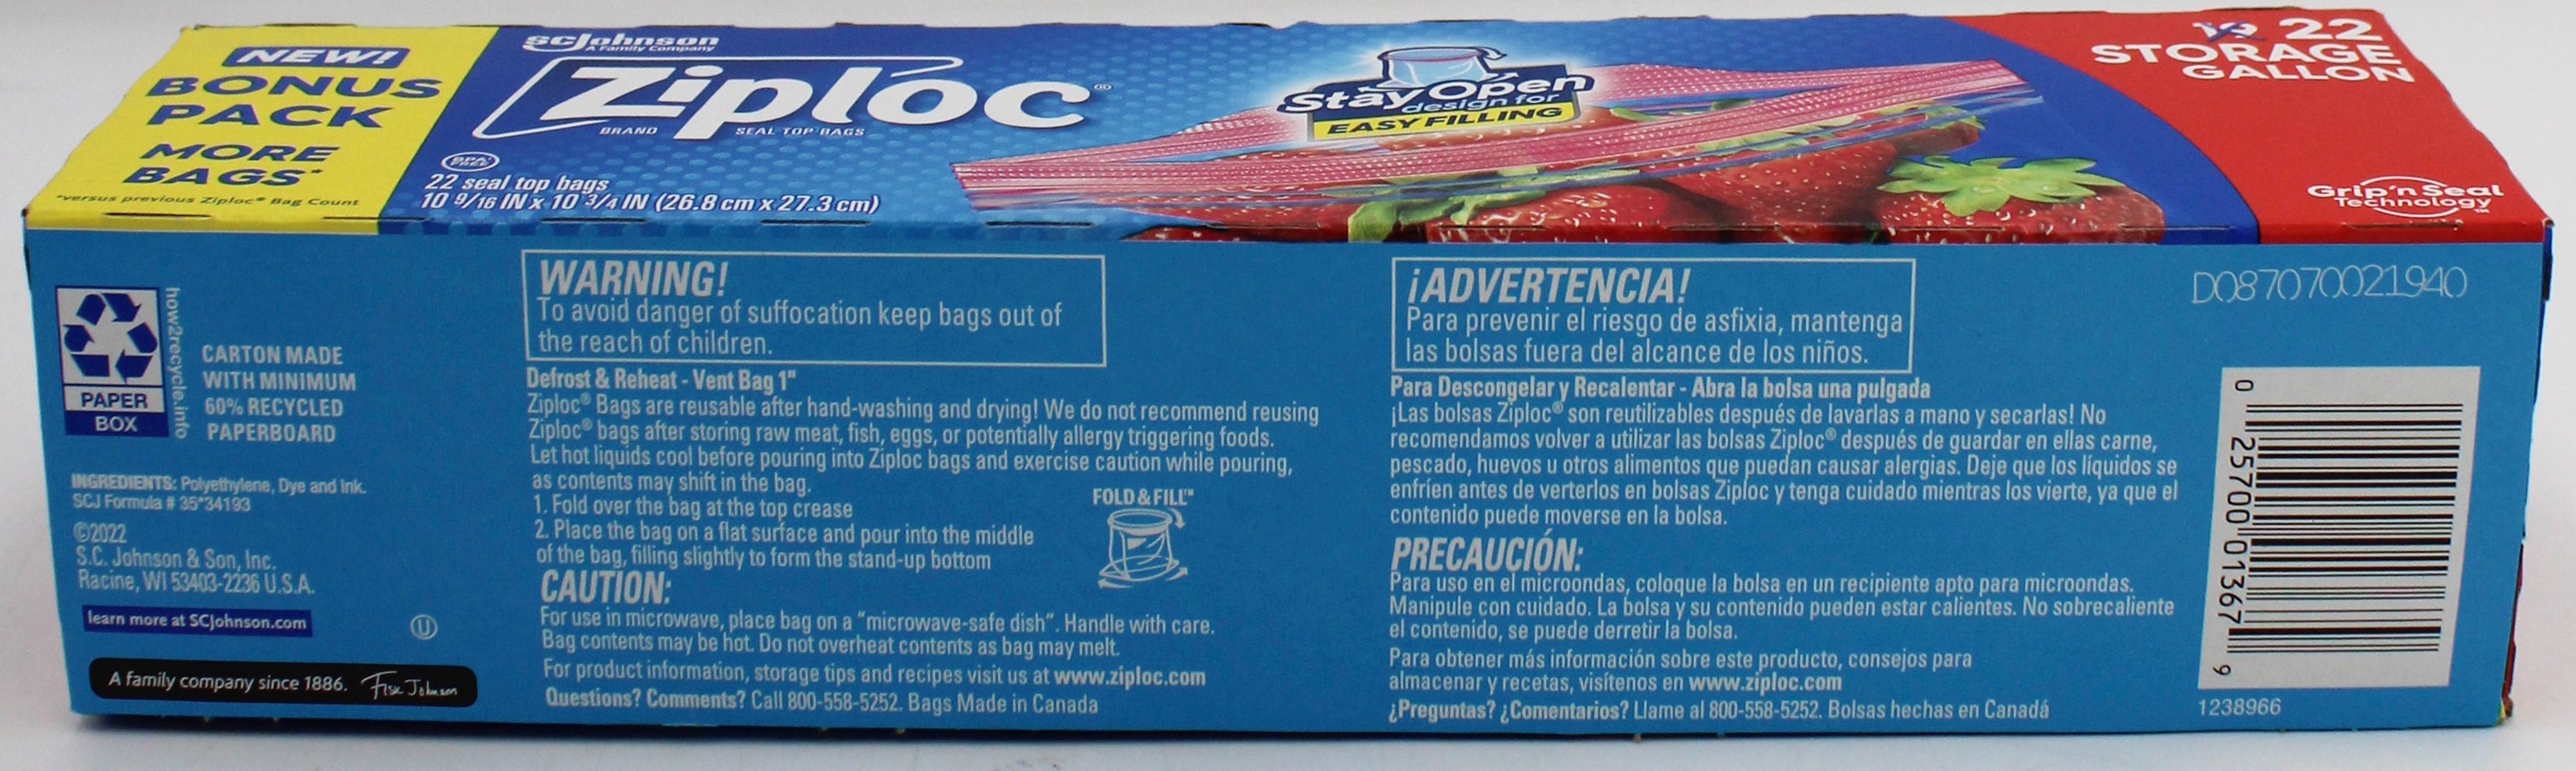 NEW!
BONUS
PACK
MORE
BAGS*
*versus previous Ziploc® Bag Count
scjohnson
A Family Company
Ziploc®
BRAND SEAL TOP BAGS
BPA FREE
22 seal top bags
10 9/16 IN x 10 3/4 IN (26.8 cm x 27.3 cm)
Stay Open
design for
EASY FILLING
19 22
STORAGE
GALLON
Grip'n Seal
Technology™
PAPER
BOX
how2recycle.info
CARTON MADE
WITH MINIMUM
60% RECYCLED
PAPERBOARD
INGREDIENTS: Polyethylene, Dye and Ink.
SCJ Formula # 35*34193
©2022
S.C. Johnson & Son, Inc.
Racine, WI 53403-2236 U.S.A.
learn more at SCJohnson.com
U
A family company since 1886. Fisk Johnson
WARNING!
To avoid danger of suffocation keep bags out of
the reach of children.
Defrost & Reheat - Vent Bag 1"
Ziploc® Bags are reusable after hand-washing and drying! We do not recommend reusing
Ziploc® bags after storing raw meat, fish, eggs, or potentially allergy triggering foods.
Let hot liquids cool before pouring into Ziploc bags and exercise caution while pouring,
as contents may shift in the bag.
1. Fold over the bag at the top crease
2. Place the bag on a flat surface and pour into the middle
of the bag, filling slightly to form the stand-up bottom
FOLD & FILL™
CAUTION:
For use in microwave, place bag on a "microwave-safe dish". Handle with care.
Bag contents may be hot. Do not overheat contents as bag may melt.
For product information, storage tips and recipes visit us at www.ziploc.com
Questions? Comments? Call 800-558-5252. Bags Made in Canada
¡ADVERTENCIA!
Para prevenir el riesgo de asfixia, mantenga
las bolsas fuera del alcance de los niños.
Para Descongelar y Recalentar - Abra la bolsa una pulgada
¡Las bolsas Ziploc® son reutilizables después de lavarlas a mano y secarlas! No
recomendamos volver a utilizar las bolsas Ziploc® después de guardar en ellas carne,
pescado, huevos u otros alimentos que puedan causar alergias. Deje que los líquidos se
enfríen antes de verterlos en bolsas Ziploc y tenga cuidado mientras los vierte, ya que el
contenido puede moverse en la bolsa.
PRECAUCIÓN:
Para uso en el microondas, coloque la bolsa en un recipiente apto para microondas.
Manipule con cuidado. La bolsa y su contenido pueden estar calientes. No sobrecaliente
el contenido, se puede derretir la bolsa.
Para obtener más información sobre este producto, consejos para
almacenar y recetas, visítenos en www.ziploc.com
¿Preguntas? ¿Comentarios? Llame al 800-558-5252. Bolsas hechas en Canadá
D087070021940
0 25700 01367 9
1238966